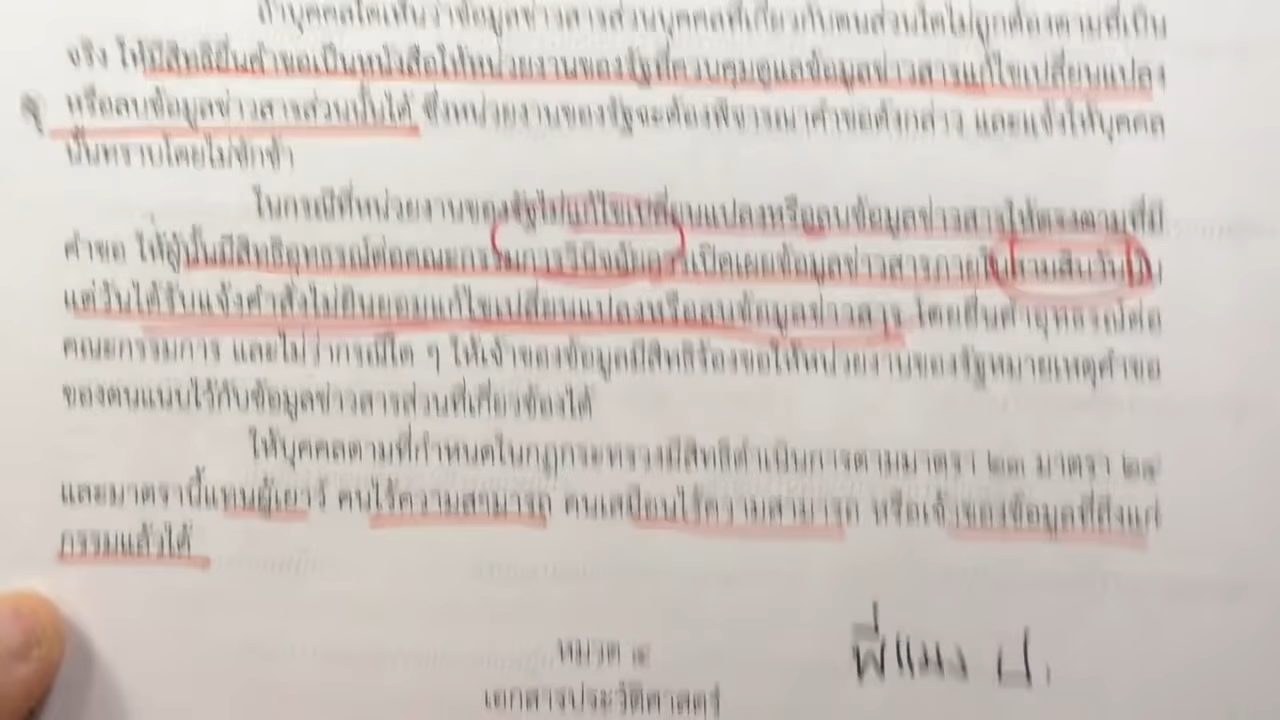 ถ้าบุคคลใดเห็นว่าข้อมูลข่าวสารส่วนบุคคลที่เกี่ยวกับตนส่วนใดไม่ถูกต้องตามที่เป็น
จริง ให้มีสิทธิยื่นคำขอเป็นหนังสือให้หน่วยงานของรัฐที่ควบคุมดูแลข้อมูลข่าวสารแก้ไขเปลี่ยนแปลง
หรือลบข้อมูลข่าวสารส่วนนั้นได้ ซึ่งหน่วยงานของรัฐจะต้องพิจารณาคำขอดังกล่าว และแจ้งให้บุคคล
นั้นทราบโดยไม่ชักช้า
ในกรณีที่หน่วยงานของรัฐไม่แก้ไขเปลี่ยนแปลงหรือลบข้อมูลข่าวสารให้ตรงตามที่มี
คำขอ ให้ผู้นั้นมีสิทธิอุทธรณ์ต่อคณะกรรมการวินิจฉัยการเปิดเผยข้อมูลข่าวสารภายในสามสิบวันนับ
แต่วันได้รับแจ้งคำสั่งไม่ยินยอมแก้ไขเปลี่ยนแปลงหรือลบข้อมูลข่าวสาร โดยยื่นคำอุทธรณ์ต่อ
คณะกรรมการ และไม่ว่ากรณีใด ๆ ให้เจ้าของข้อมูลมีสิทธิร้องขอให้หน่วยงานของรัฐหมายเหตุคำขอ
ของตนแนบไว้กับข้อมูลข่าวสารส่วนที่เกี่ยวข้องได้
ให้บุคคลตามที่กำหนดในกฎกระทรวงมีสิทธิดำเนินการตามมาตรา ๒๓ มาตรา ๒๔
และมาตรานี้แทนผู้เยาว์ คนไร้ความสามารถ คนเสมือนไร้ความสามารถ หรือเจ้าของข้อมูลที่ถึงแก่
กรรมแล้วได้
หมวด ๔
เอกสารประวัติศาสตร์
พี่แมง ป.